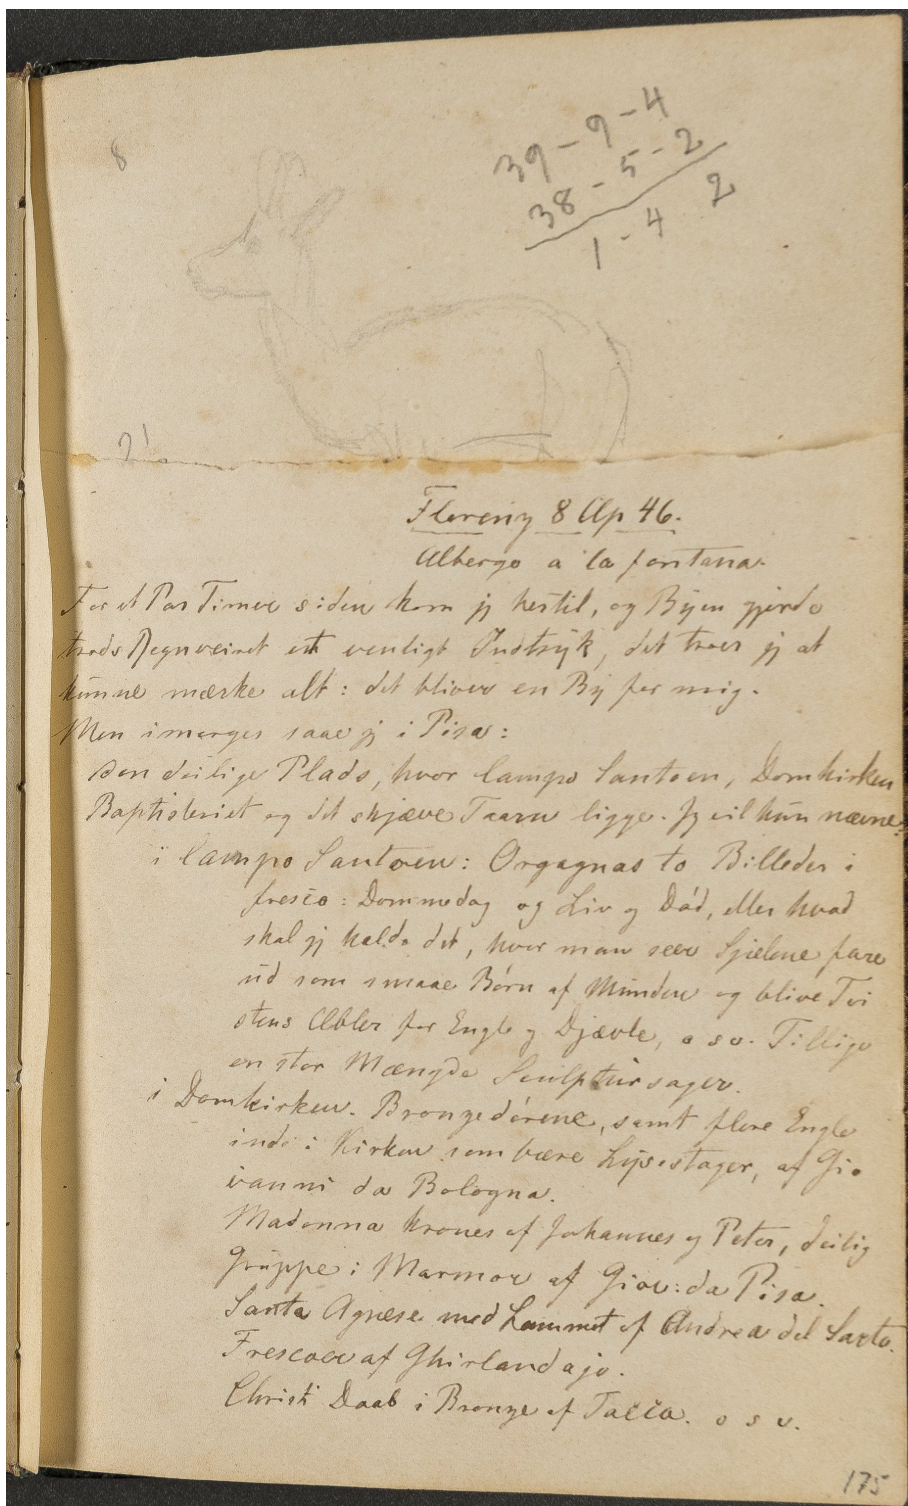 8
39-9-4
38-5-2
1-4 2
2'
Florenz 8 Ap 46.
Albergo a la fontana.
For et Par Timer siden kom jg hertil, og Byen gjorde
trods Regnveiret et venligt Indtryk, det troer jg at
kunne mærke alt: det bliver en By for mig.
Men imorges saae jg i Pisa:
den deilige Plads, hvor Campo Santoen, Domkirken
Baptisteriet og det skjæve Taarn ligge. Jg vil kun nævne:
i Campo Santoen: Orgagnas to Billeder i
fresco: Dommedag og Liv og Død, eller hvad
skal jg kalde det, hvor man seer Sjælene fare
ud som smaae Børn af Munden og blive Tvi
stens Æbler for Engle og Djævle, o s v. Tillige
en stor Mængde Sculptursager.
i Domkirken. Bronzedørene, samt flere Engle
inde i Kirken som bære Lysestager, af Gio
vanni da Bologna.
Madonna krones af Johannes og Peter, deilig
Gruppe i Marmor af Giov: da Pisa.
Santa Agnese med Lammet af Andrea del Sarto.
Frescoer af Ghirlandajo.
Christi Daab i Bronze af Tacca. o s v.
175